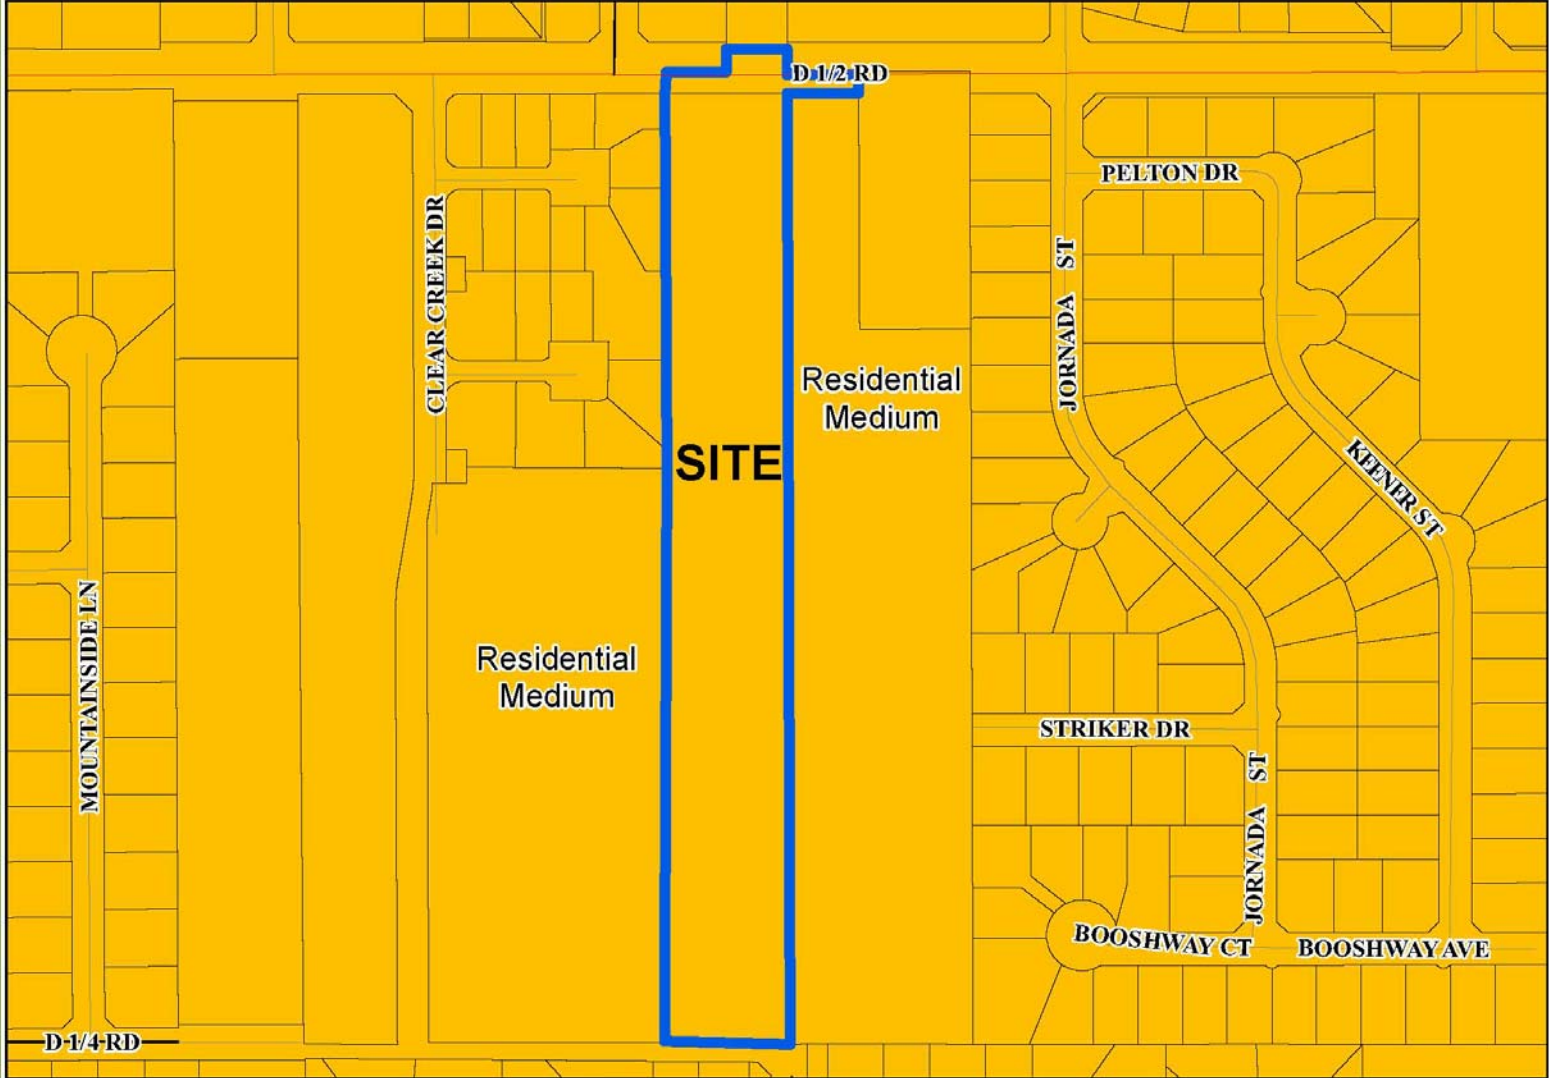 D 1/2 RD
PELTON DR
CLEAR CREEK DR
JORNADA ST
Residential
Medium
SITE
KEENER ST
MOUNTAINSIDE LN
Residential
Medium
STRIKER DR
JORNADA ST
BOOSHWAY CT
BOOSHWAY AVE
D 1/4 RD